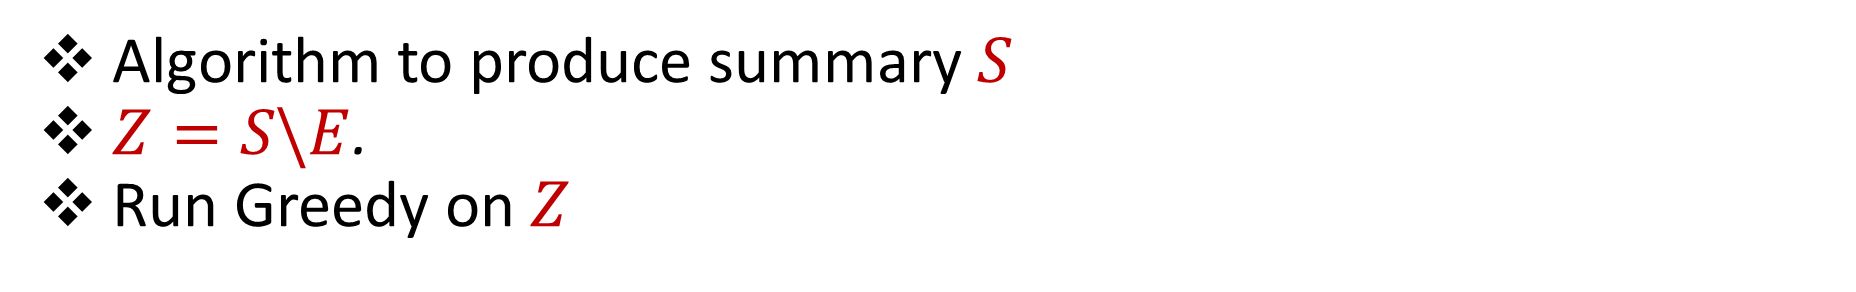 ❖ Algorithm to produce summary S
❖ Z = S\E.
❖ Run Greedy on Z